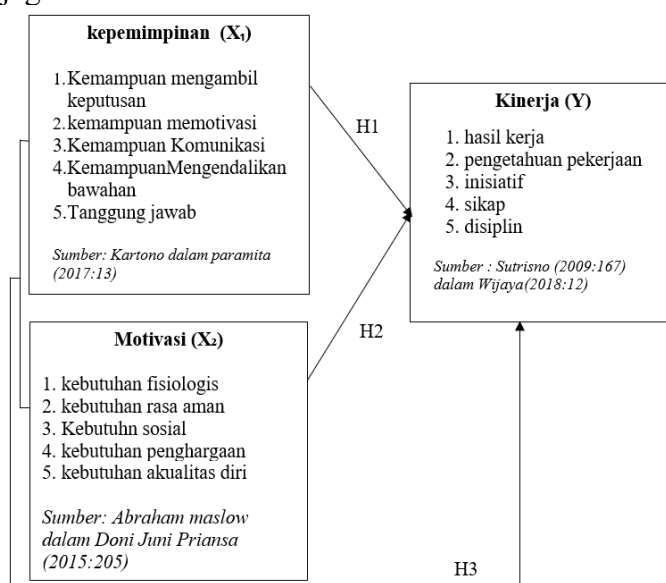 kepemimpinan (X₁)
1.Kemampuan mengambil
keputusan
2.kemampuan memotivasi
3.Kemampuan Komunikasi
4.KemampuanMengendalikan
bawahan
5.Tanggung jawab
Sumber: Kartono dalam paramita
(2017:13)
H1
Kinerja (Y)
1. hasil kerja
2. pengetahuan pekerjaan
3. inisiatif
4. sikap
5. disiplin
Sumber : Sutrisno (2009:167)
dalam Wijaya(2018:12)
H2
Motivasi (X₂)
1. kebutuhan fisiologis
2. kebutuhan rasa aman
3. Kebutuhn sosial
4. kebutuhan penghargaan
5. kebutuhan akualitas diri
Sumber: Abraham maslow
dalam Doni Juni Priansa
(2015:205)
H3